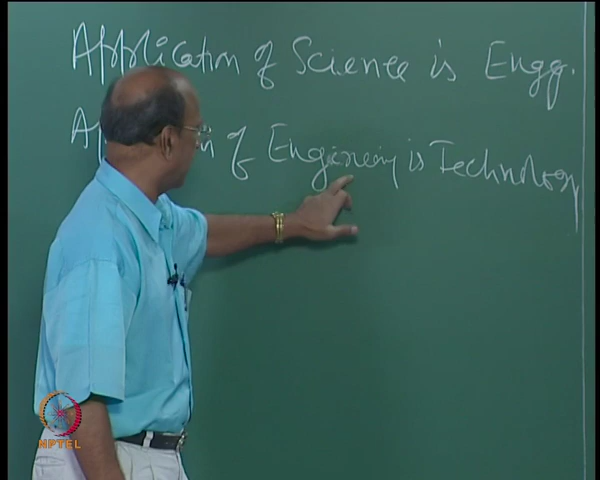 Application of Science is Engg.
of Engineering is Technology
NPTEL